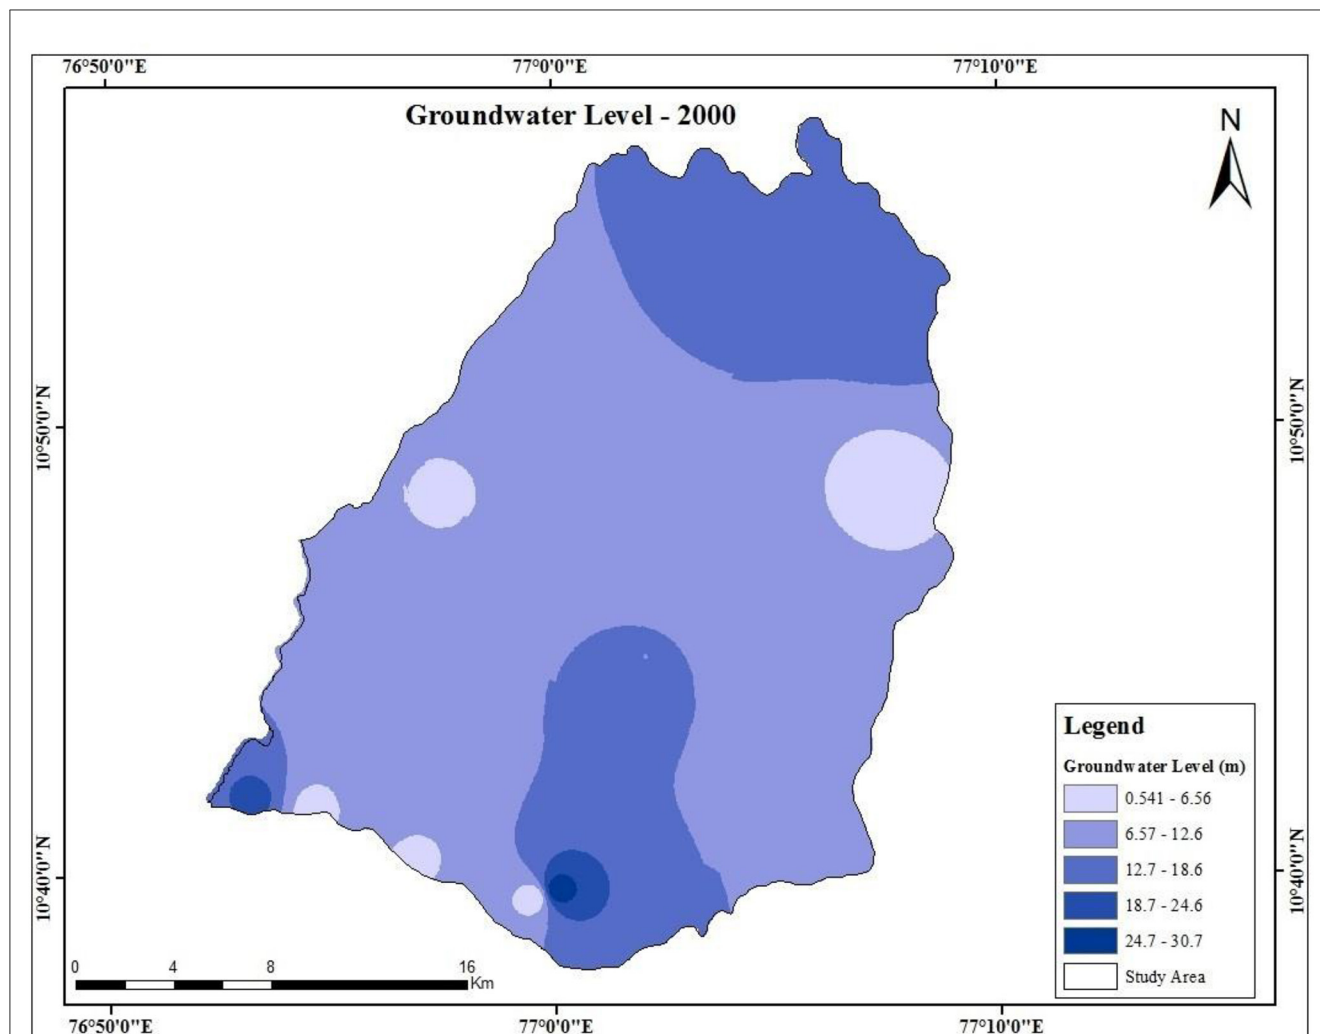 76°50'0"E 77°0'0"E 77°10'0"E
Groundwater Level - 2000
N
10°50'0"N 10°50'0"N
Legend
Groundwater Level (m)
0.541 - 6.56
6.57 - 12.6
12.7 - 18.6
18.7 - 24.6
24.7 - 30.7
Study Area
10°40'0"N 10°40'0"N
0 4 8 16
Km
76°50'0"E 77°0'0"E 77°10'0"E